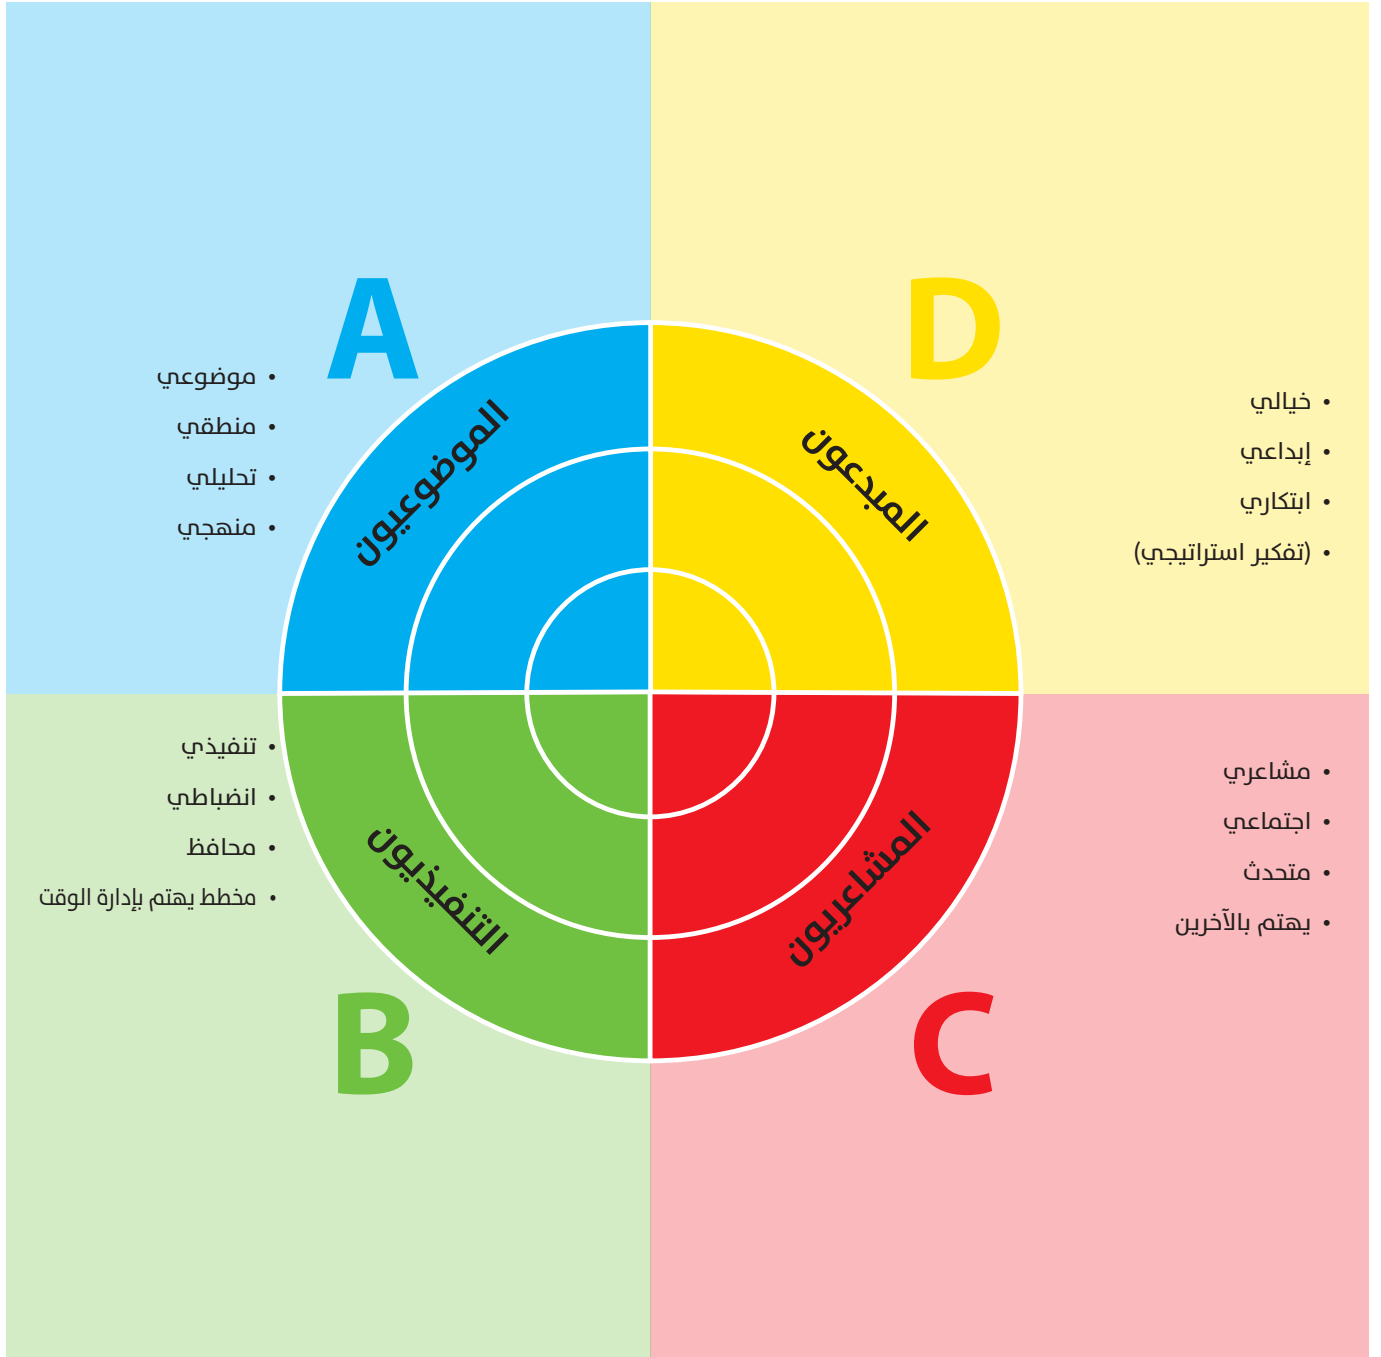 A
الموضوعيون
• موضوعي
• منطقي
• تحليلي
• منهجي
D
المبدعون
• خيالي
• إبداعي
• ابتكاري
• (تفكير استراتيجي)
B
التنفيذيون
• تنفيذي
• انضباطي
• محافظ
• مخطط يهتم بإدارة الوقت
C
المشاعريون
• مشاعري
• اجتماعي
• متحدث
• يهتم بالآخرين